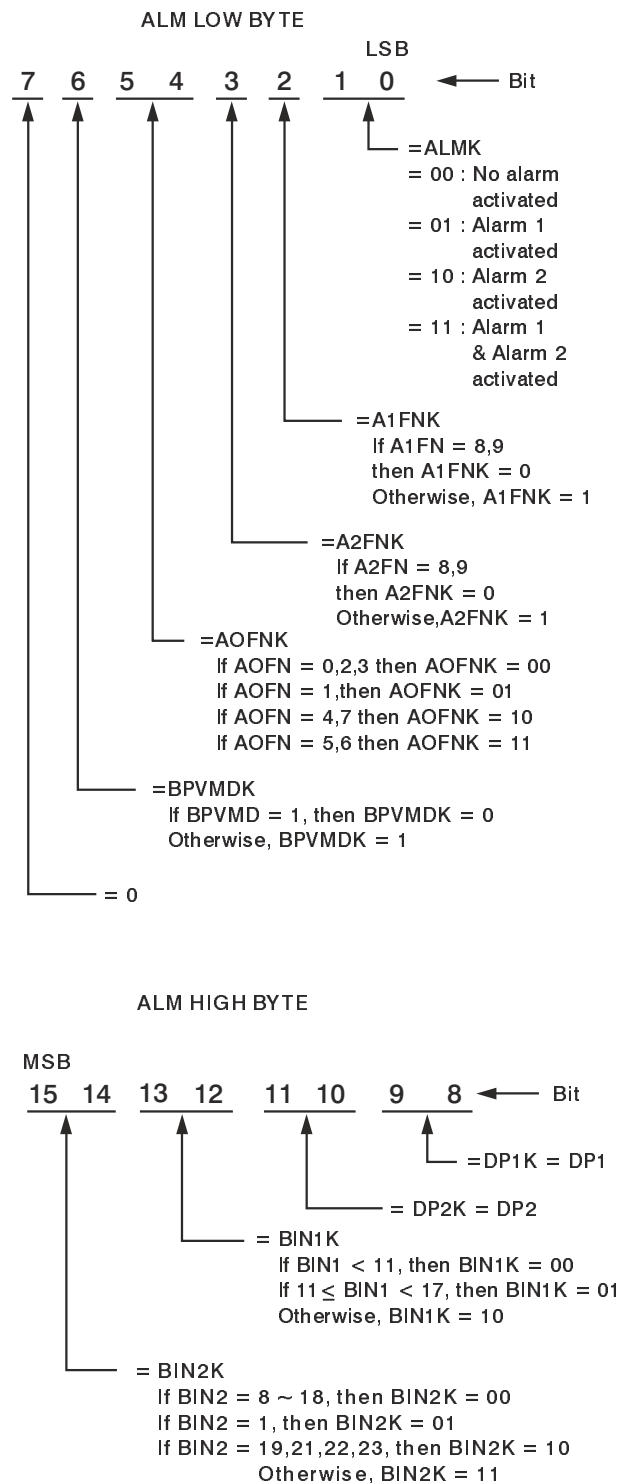 ALM LOW BYTE
LSB
7 6 5 4 3 2 1 0 Bit
=ALMK
= 00 : No alarm
activated
= 01 : Alarm 1
activated
= 10 : Alarm 2
activated
= 11 : Alarm 1
& Alarm 2
activated
=A1FNK
If A1FN = 8,9
then A1FNK = 0
Otherwise, A1FNK = 1
=A2FNK
If A2FN = 8,9
then A2FNK = 0
Otherwise,A2FNK = 1
=AOFNK
If AOFN = 0,2,3 then AOFNK = 00
If AOFN = 1,then AOFNK = 01
If AOFN = 4,7 then AOFNK = 10
If AOFN = 5,6 then AOFNK = 11
=BPVMDK
If BPVMD = 1, then BPVMDK = 0
Otherwise, BPVMDK = 1
= 0
ALM HIGH BYTE
MSB
15 14 13 12 11 10 9 8 Bit
=DP1K = DP1
= DP2K = DP2
= BIN1K
If BIN1 < 11, then BIN1K = 00
If 11 ≤ BIN1 < 17, then BIN1K = 01
Otherwise, BIN1K = 10
= BIN2K
If BIN2 = 8 ~ 18, then BIN2K = 00
If BIN2 = 1, then BIN2K = 01
If BIN2 = 19,21,22,23, then BIN2K = 10
Otherwise, BIN2K = 11